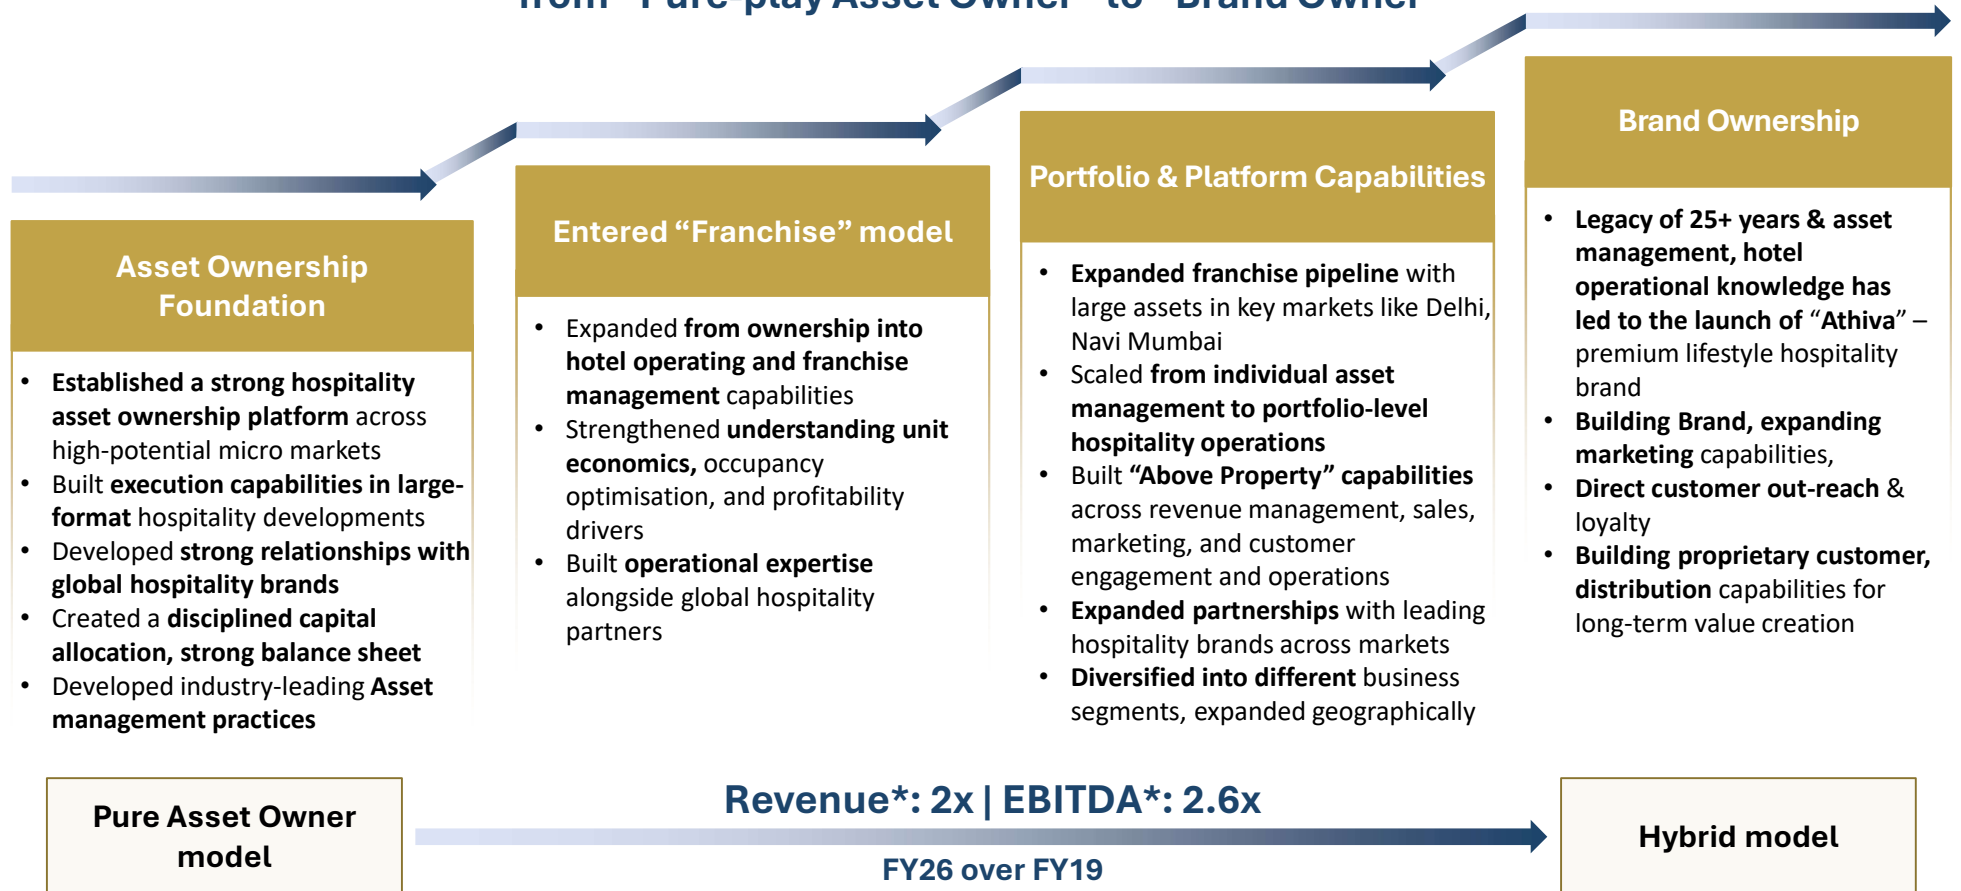 from "Pure-play Asset Owner" to "Brand Owner"
Asset Ownership
Foundation
• Established a strong hospitality
asset ownership platform across
high-potential micro markets
• Built execution capabilities in large-
format hospitality developments
• Developed strong relationships with
global hospitality brands
• Created a disciplined capital
allocation, strong balance sheet
• Developed industry-leading Asset
management practices
Entered “Franchise” model
• Expanded from ownership into
hotel operating and franchise
management capabilities
• Strengthened understanding unit
economics, occupancy
optimisation, and profitability
drivers
• Built operational expertise
alongside global hospitality
partners
Portfolio & Platform Capabilities
• Expanded franchise pipeline with
large assets in key markets like Delhi,
Navi Mumbai
• Scaled from individual asset
management to portfolio-level
hospitality operations
• Built “Above Property” capabilities
across revenue management, sales,
marketing, and customer
engagement and operations
• Expanded partnerships with leading
hospitality brands across markets
• Diversified into different business
segments, expanded geographically
Brand Ownership
• Legacy of 25+ years & asset
management, hotel
operational knowledge has
led to the launch of “Athiva” –
premium lifestyle hospitality
brand
• Building Brand, expanding
marketing capabilities,
• Direct customer out-reach &
loyalty
• Building proprietary customer,
distribution capabilities for
long-term value creation
Pure Asset Owner
model
Revenue*: 2x | EBITDA*: 2.6x
FY26 over FY19
Hybrid model